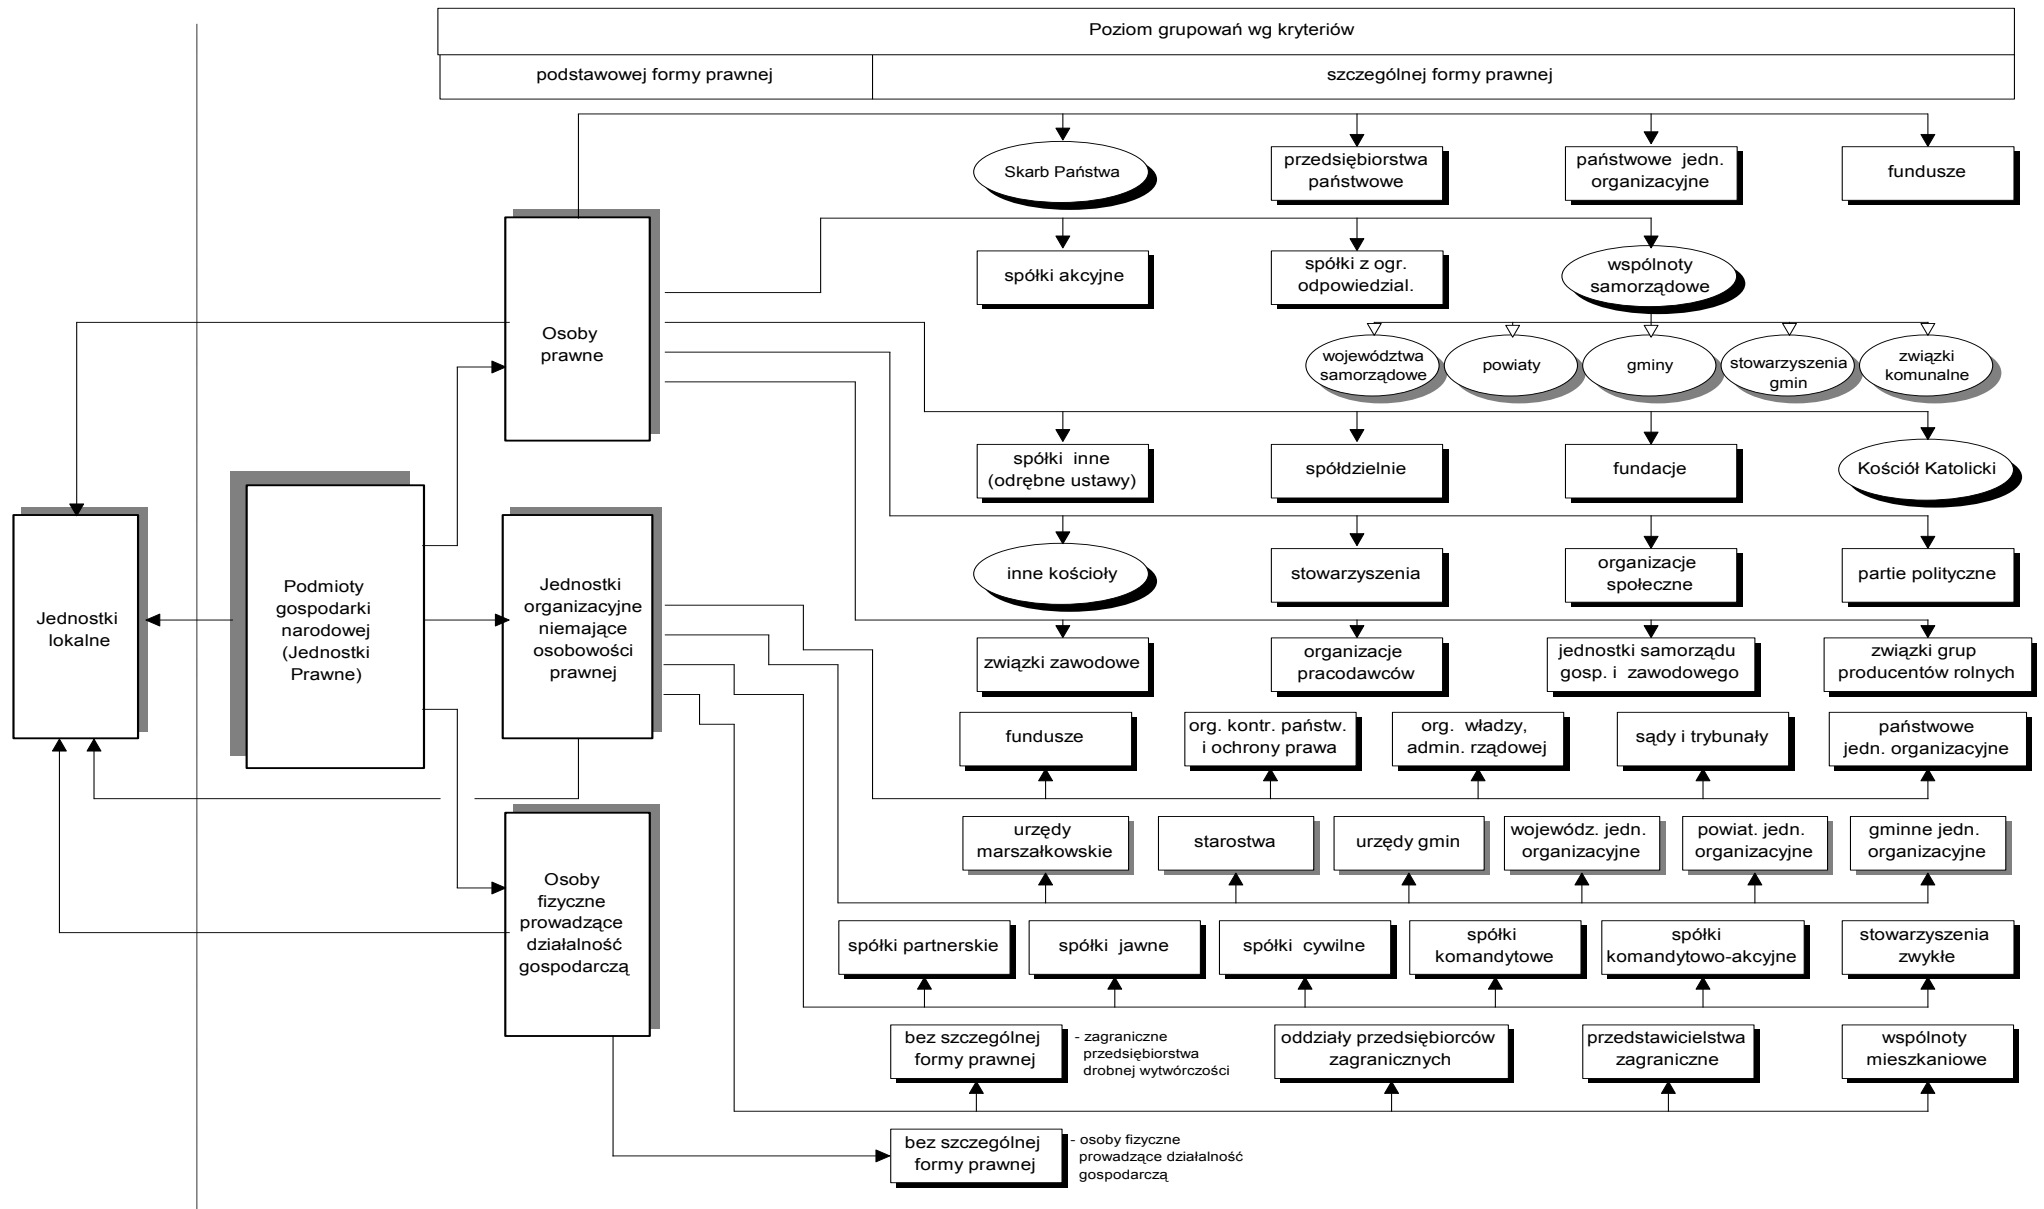 Poziom grupowań wg kryteriów
podstawowej formy prawnej
szczególnej formy prawnej
Skarb Państwa
przedsiębiorstwa
państwowe
państwowe jedn.
organizacyjne
fundusze
spółki akcyjne
spółki z ogr.
odpowiedzial.
wspólnoty
samorządowe
Osoby
prawne
województwa
samorządowe
powiaty
gminy
stowarzyszenia
gmin
związki
komunalne
spółki inne
(odrębne ustawy)
spółdzielnie
fundacje
Kościół Katolicki
inne kościoły
stowarzyszenia
organizacje
społeczne
partie polityczne
Jednostki
lokalne
Podmioty
gospodarki
narodowej
(Jednostki
Prawne)
Jednostki
organizacyjne
niemające
osobowości
prawnej
związki zawodowe
organizacje
pracodawców
jednostki samorządu
gosp. i zawodowego
związki grup
producentów rolnych
fundusze
org. kontr. państw.
i ochrony prawa
org. władzy,
admin. rządowej
sądy i trybunały
państwowe
jedn. organizacyjne
urzędy
marszałkowskie
starostwa
urzędy gmin
wojewódz. jedn.
organizacyjne
powiat. jedn.
organizacyjne
gminne jedn.
organizacyjne
Osoby
fizyczne
prowadzące
działalność
gospodarczą
spółki partnerskie
spółki jawne
spółki cywilne
spółki
komandytowe
spółki
komandytowo-akcyjne
stowarzyszenia
zwykłe
bez szczególnej
formy prawnej
- zagraniczne
przedsiębiorstwa
drobnej wytwórczości
oddziały przedsiębiorców
zagranicznych
przedstawicielstwa
zagraniczne
wspólnoty
mieszkaniowe
bez szczególnej
formy prawnej
- osoby fizyczne
prowadzące działalność
gospodarczą